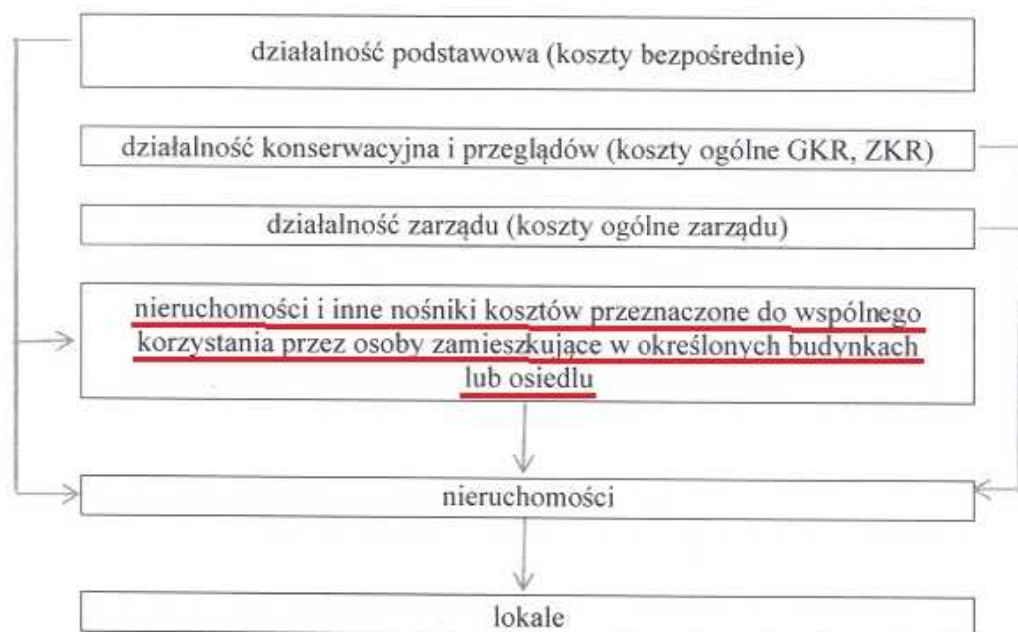 działalność podstawowa (koszty bezpośrednie)
działalność konserwacyjna i przeglądów (koszty ogólne GKR, ZKR)
działalność zarządu (koszty ogólne zarządu)
nieruchomości i inne nośniki kosztów przeznaczone do wspólnego
korzystania przez osoby zamieszkujące w określonych budynkach
lub osiedlu
nieruchomości
lokale